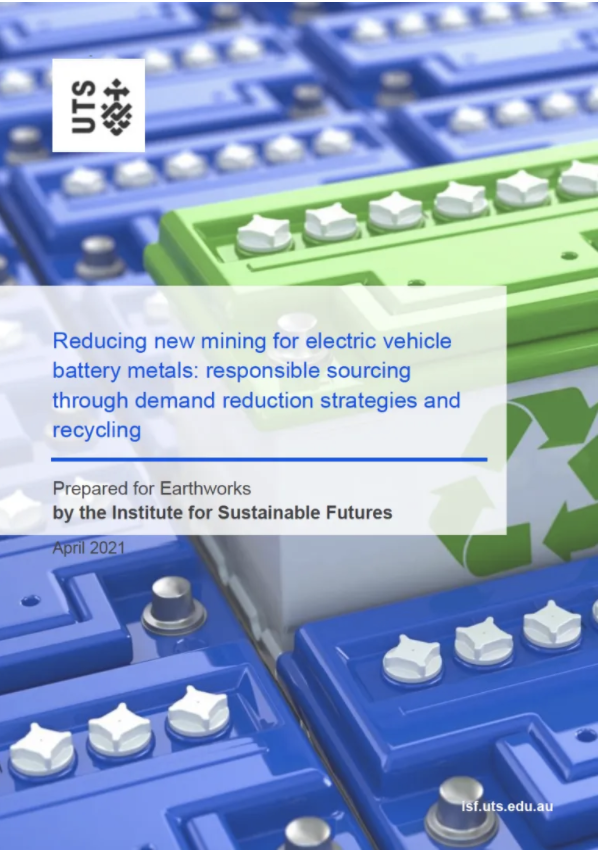 UTS
Reducing new mining for electric vehicle
battery metals: responsible sourcing
through demand reduction strategies and
recycling
Prepared for Earthworks
by the Institute for Sustainable Futures
April 2021
isf.uts.edu.au